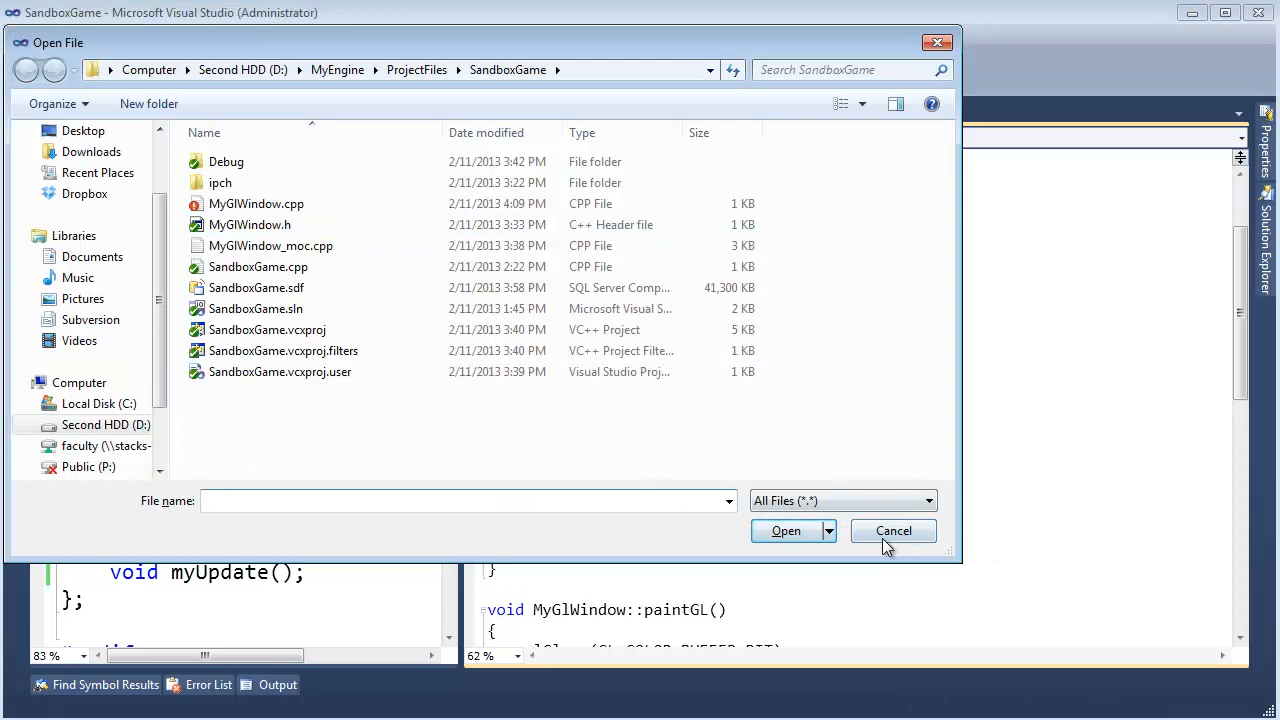 SandboxGame - Microsoft Visual Studio (Administrator)
Open File
Computer Second HDD (D:) MyEngine ProjectFiles SandboxGame
Search SandboxGame
Organize New folder
Name Date modified Type Size
Desktop
Downloads
Recent Places
Dropbox
Libraries
Documents
Music
Pictures
Subversion
Videos
Computer
Local Disk (C:)
Second HDD (D:)
faculty (\\stacks-
Public (P:)
Debug 2/11/2013 3:42 PM File folder
ipch 2/11/2013 3:22 PM File folder
MyGlWindow.cpp 2/11/2013 4:09 PM CPP File 1 KB
MyGlWindow.h 2/11/2013 3:33 PM C++ Header file 1 KB
MyGlWindow_moc.cpp 2/11/2013 3:38 PM CPP File 3 KB
SandboxGame.cpp 2/11/2013 2:22 PM CPP File 1 KB
SandboxGame.sdf 2/11/2013 3:58 PM SQL Server Comp... 41,300 KB
SandboxGame.sln 2/11/2013 1:45 PM Microsoft Visual S... 2 KB
SandboxGame.vcxproj 2/11/2013 3:40 PM VC++ Project 5 KB
SandboxGame.vcxproj.filters 2/11/2013 3:40 PM VC++ Project Filte... 1 KB
SandboxGame.vcxproj.user 2/11/2013 3:39 PM Visual Studio Proj... 1 KB
File name:
All Files (*.*)
Open Cancel
Properties
Solution Explorer
void myUpdate();
};
}
void MyGlWindow::paintGL()
{
83 %
62 %
Find Symbol Results Error List Output